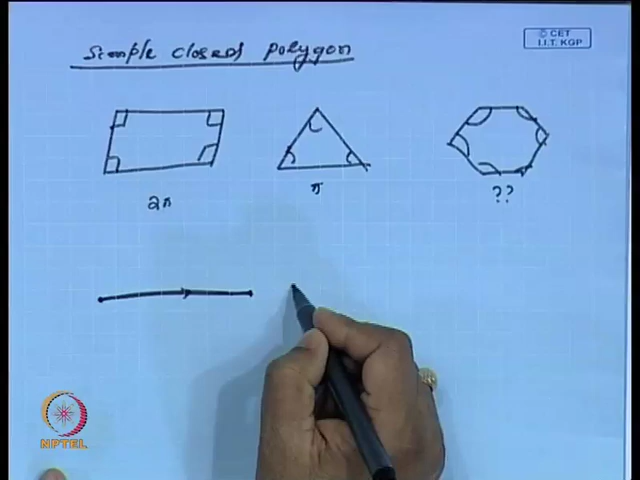 Simple closed polygon
© CET
I.I.T. KGP
2π
π
??
NPTEL